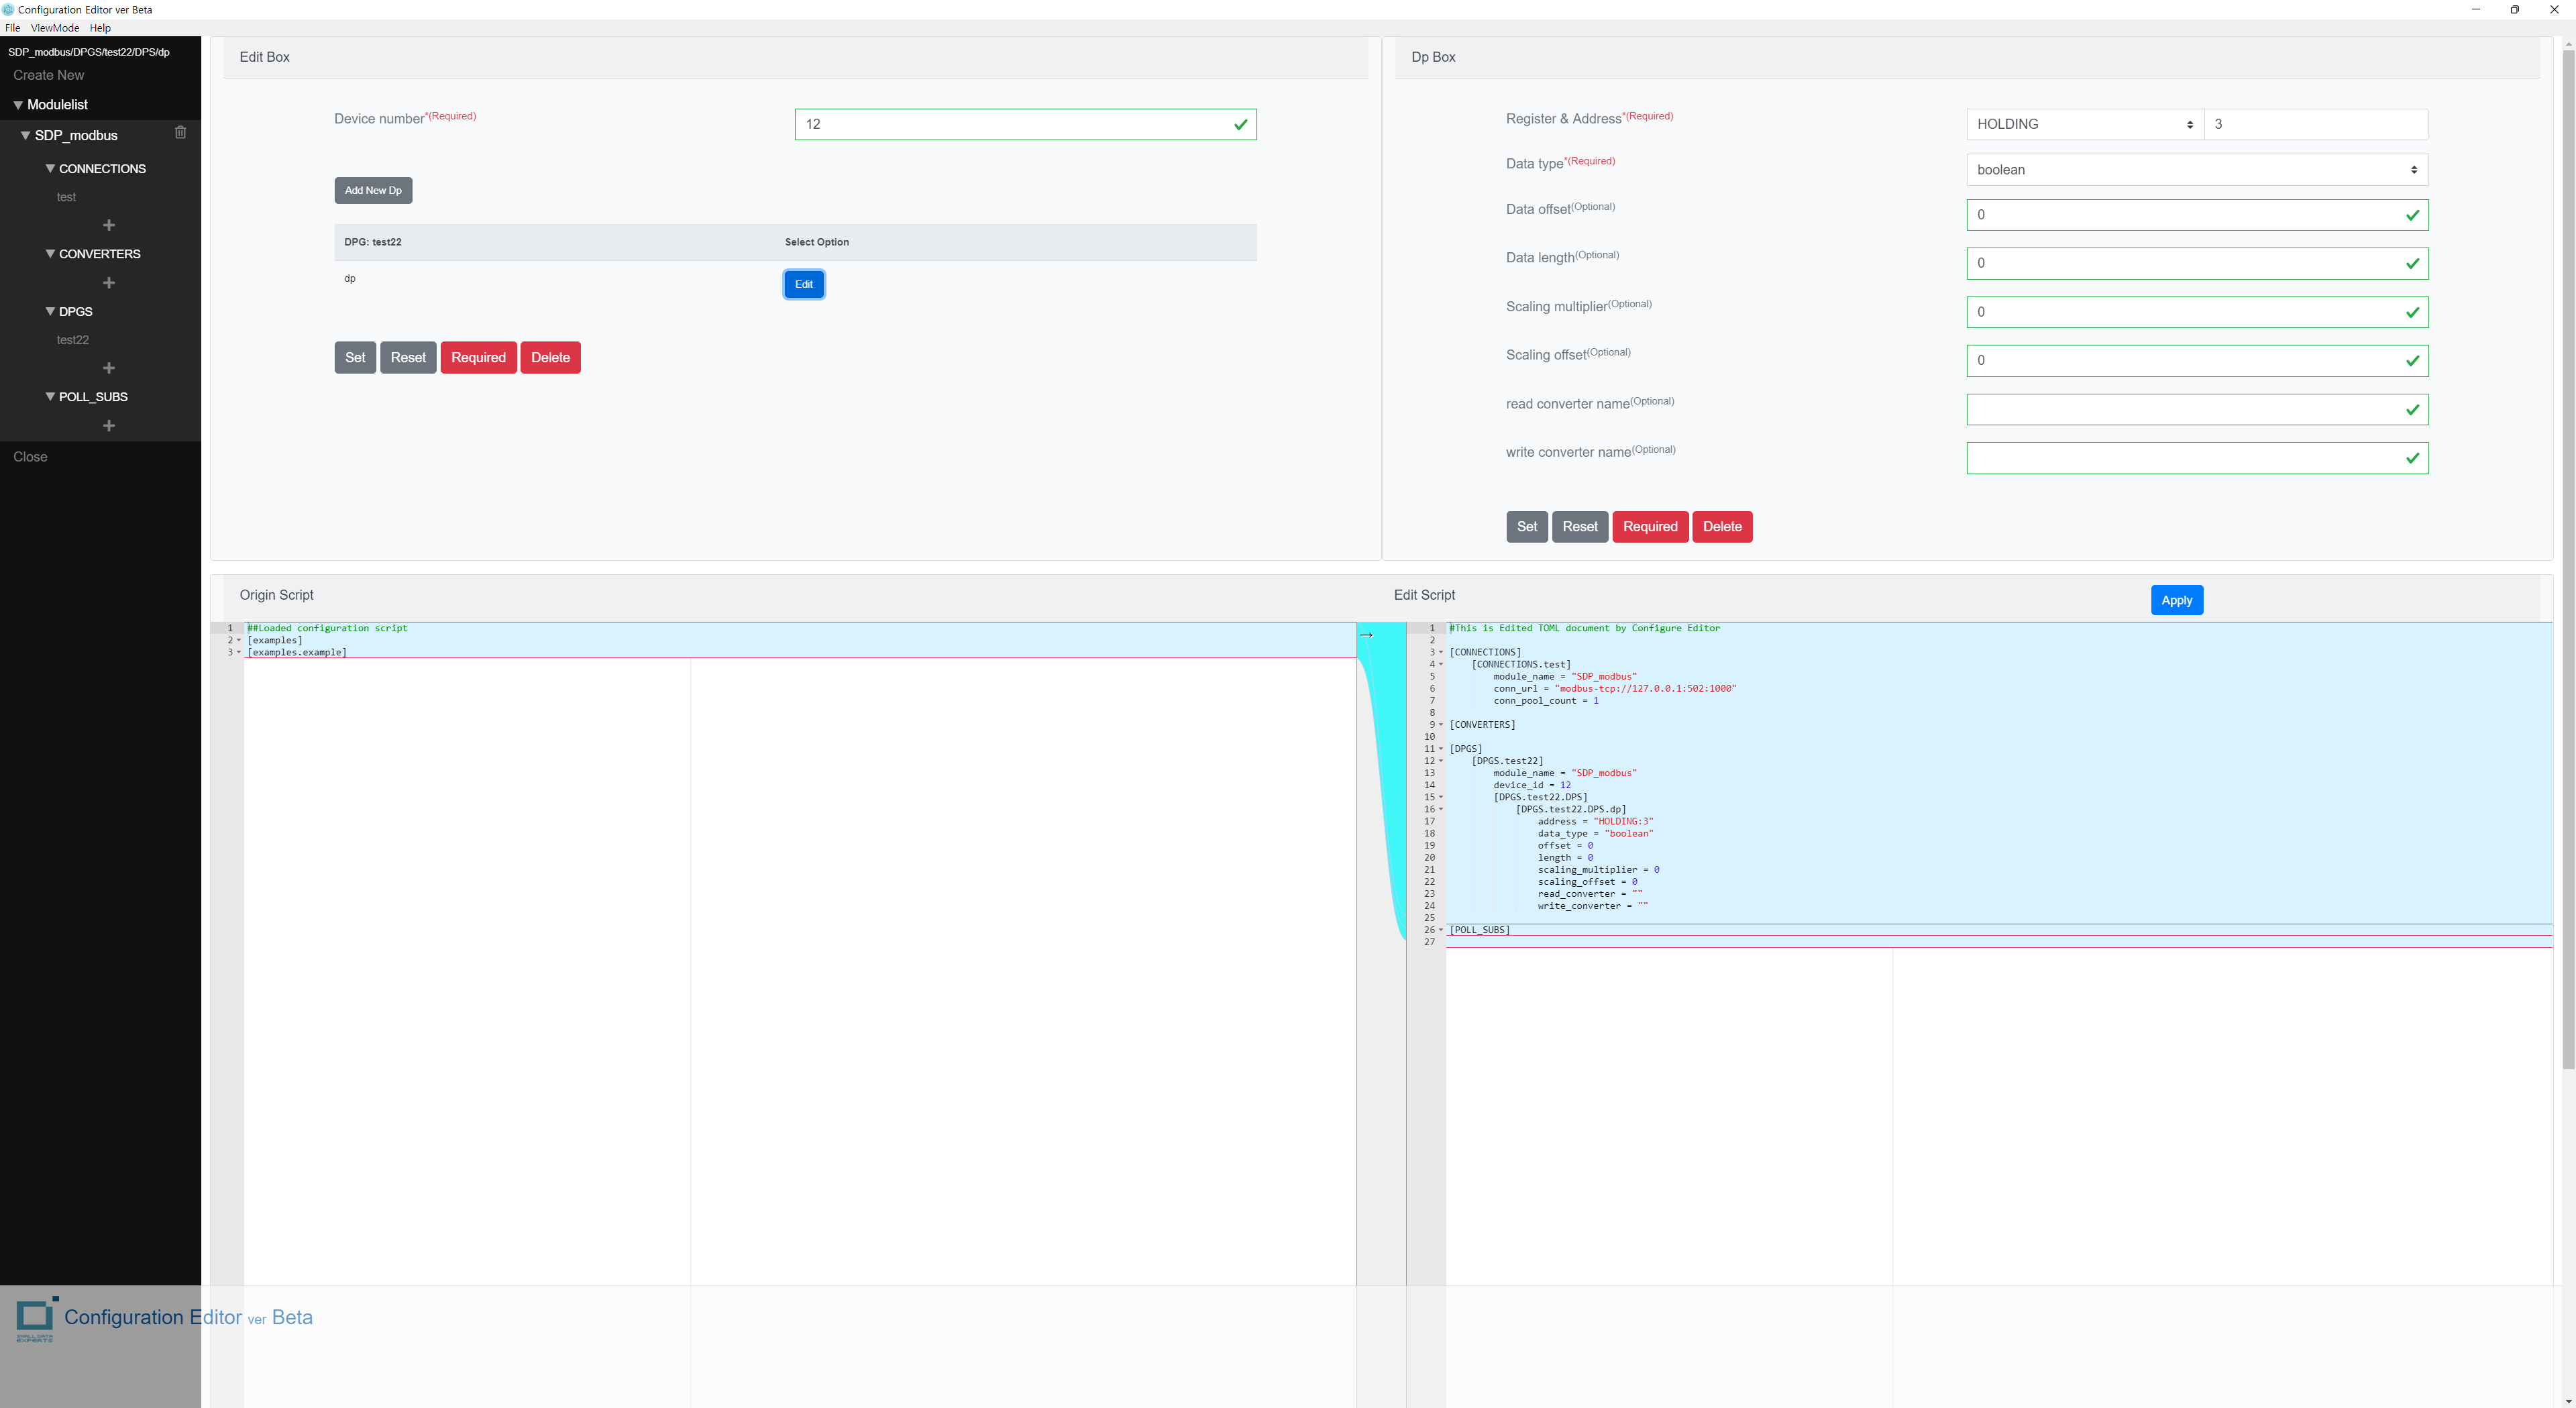 Configuration Editor ver Beta
File ViewMode Help
SDP_modbus/DPGS/test22/DPS/dp
Create New
Modulelist
SDP_modbus
CONNECTIONS
test
+
CONVERTERS
+
DPGS
test22
+
POLL_SUBS
+
Close
Edit Box
Device number*(Required)
12
Add New Dp
DPG: test22 Select Option
dp Edit
Set Reset Required Delete
Dp Box
Register & Address*(Required) HOLDING 3
Data type*(Required) boolean
Data offset(Optional) 0
Data length(Optional) 0
Scaling multiplier(Optional) 0
Scaling offset(Optional) 0
read converter name(Optional)
write converter name(Optional)
Set Reset Required Delete
Origin Script
1 ##Loaded configuration script
2 [examples]
3 [examples.example]
→
Edit Script
Apply
1 #This is Edited TOML document by Configure Editor
2
3 [CONNECTIONS]
4 [CONNECTIONS.test]
5 module_name = "SDP_modbus"
6 conn_url = "modbus-tcp://127.0.0.1:502:1000"
7 conn_pool_count = 1
8
9 [CONVERTERS]
10
11 [DPGS]
12 [DPGS.test22]
13 module_name = "SDP_modbus"
14 device_id = 12
15 [DPGS.test22.DPS]
16 [DPGS.test22.DPS.dp]
17 address = "HOLDING:3"
18 data_type = "boolean"
19 offset = 0
20 length = 0
21 scaling_multiplier = 0
22 scaling_offset = 0
23 read_converter = ""
24 write_converter = ""
25
26 [POLL_SUBS]
27
SMALL DATA
EXPERTS
Configuration Editor ver Beta